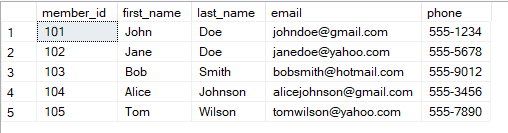 member_id first_name last_name email phone
1 101 John Doe johndoe@gmail.com 555-1234
2 102 Jane Doe janedoe@yahoo.com 555-5678
3 103 Bob Smith bobsmith@hotmail.com 555-9012
4 104 Alice Johnson alicejohnson@gmail.com 555-3456
5 105 Tom Wilson tomwilson@yahoo.com 555-7890